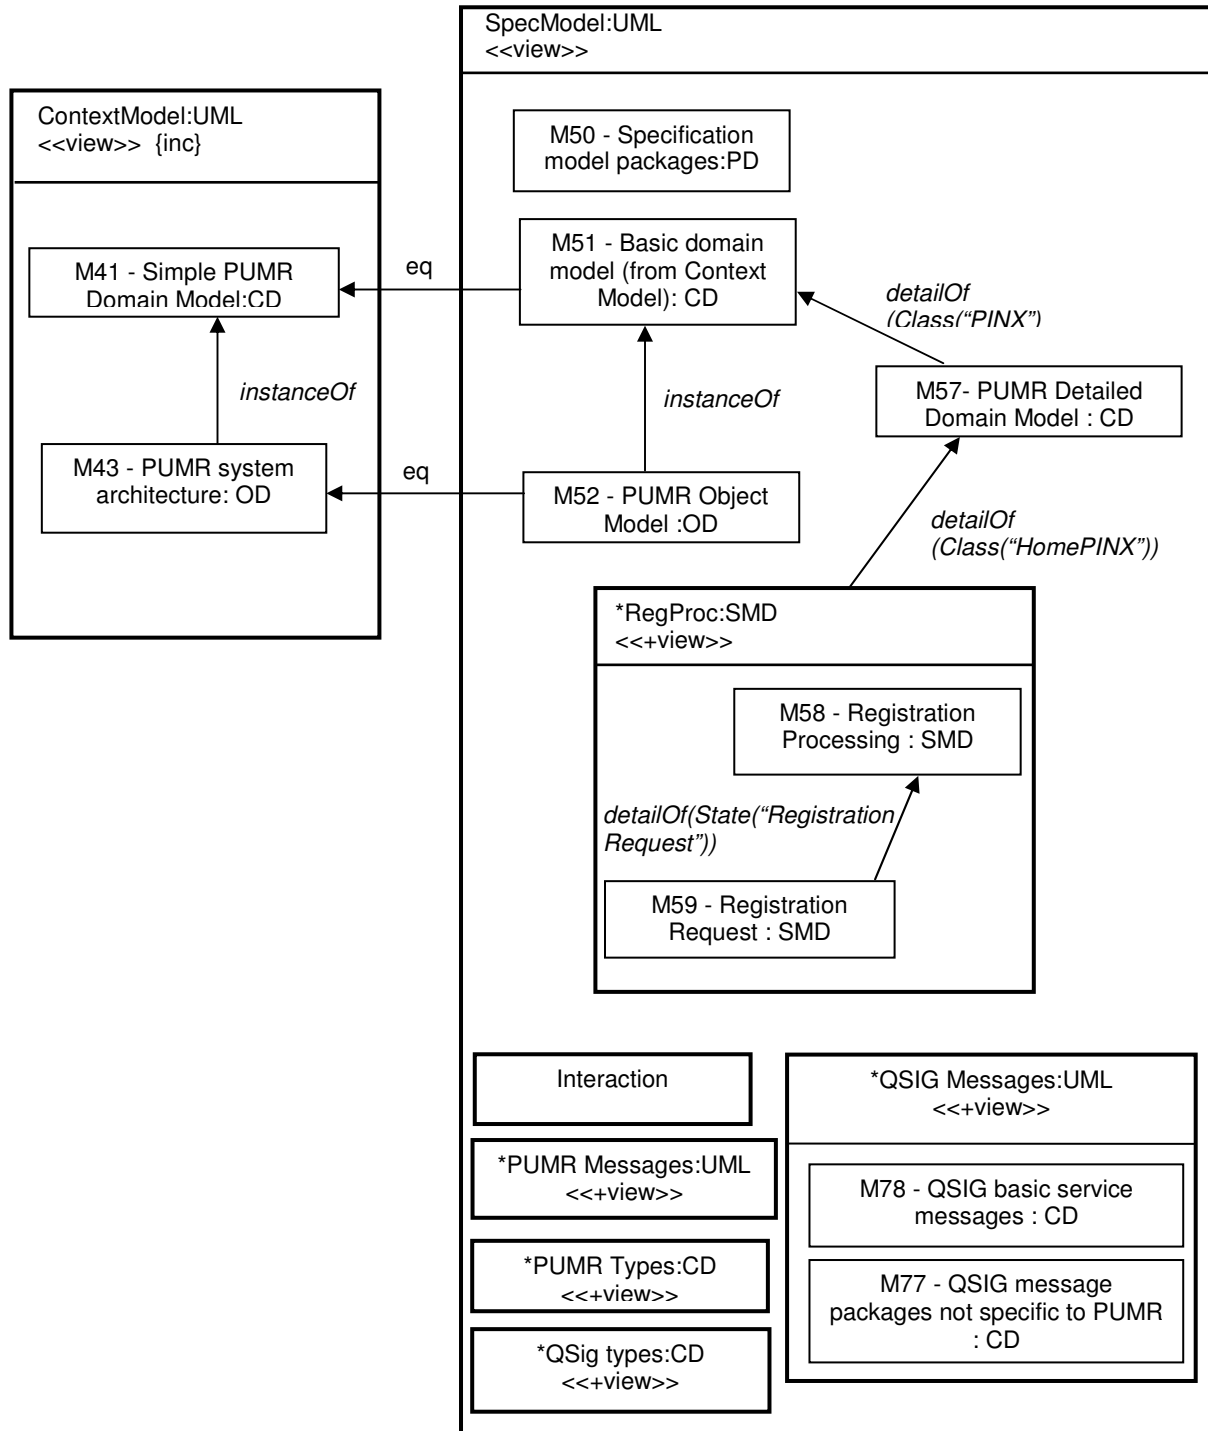 SpecModel:UML
<<view>>
ContextModel:UML
<<view>>  {inc}
M50 - Specification
model packages:PD
M41 - Simple PUMR
Domain Model:CD
eq
M51 - Basic domain
model (from Context
Model): CD
detailOf
(Class(“PINX”)
instanceOf
instanceOf
M57- PUMR Detailed
Domain Model : CD
M43 - PUMR system
architecture: OD
eq
M52 - PUMR Object
Model :OD
detailOf
(Class(“HomePINX”))
*RegProc:SMD
<<+view>>
M58 - Registration
Processing : SMD
detailOf(State(“Registration
Request”))
M59 - Registration
Request : SMD
Interaction
*QSIG Messages:UML
<<+view>>
*PUMR Messages:UML
<<+view>>
M78 - QSIG basic service
messages : CD
*PUMR Types:CD
<<+view>>
M77 - QSIG message
packages not specific to PUMR
: CD
*QSig types:CD
<<+view>>